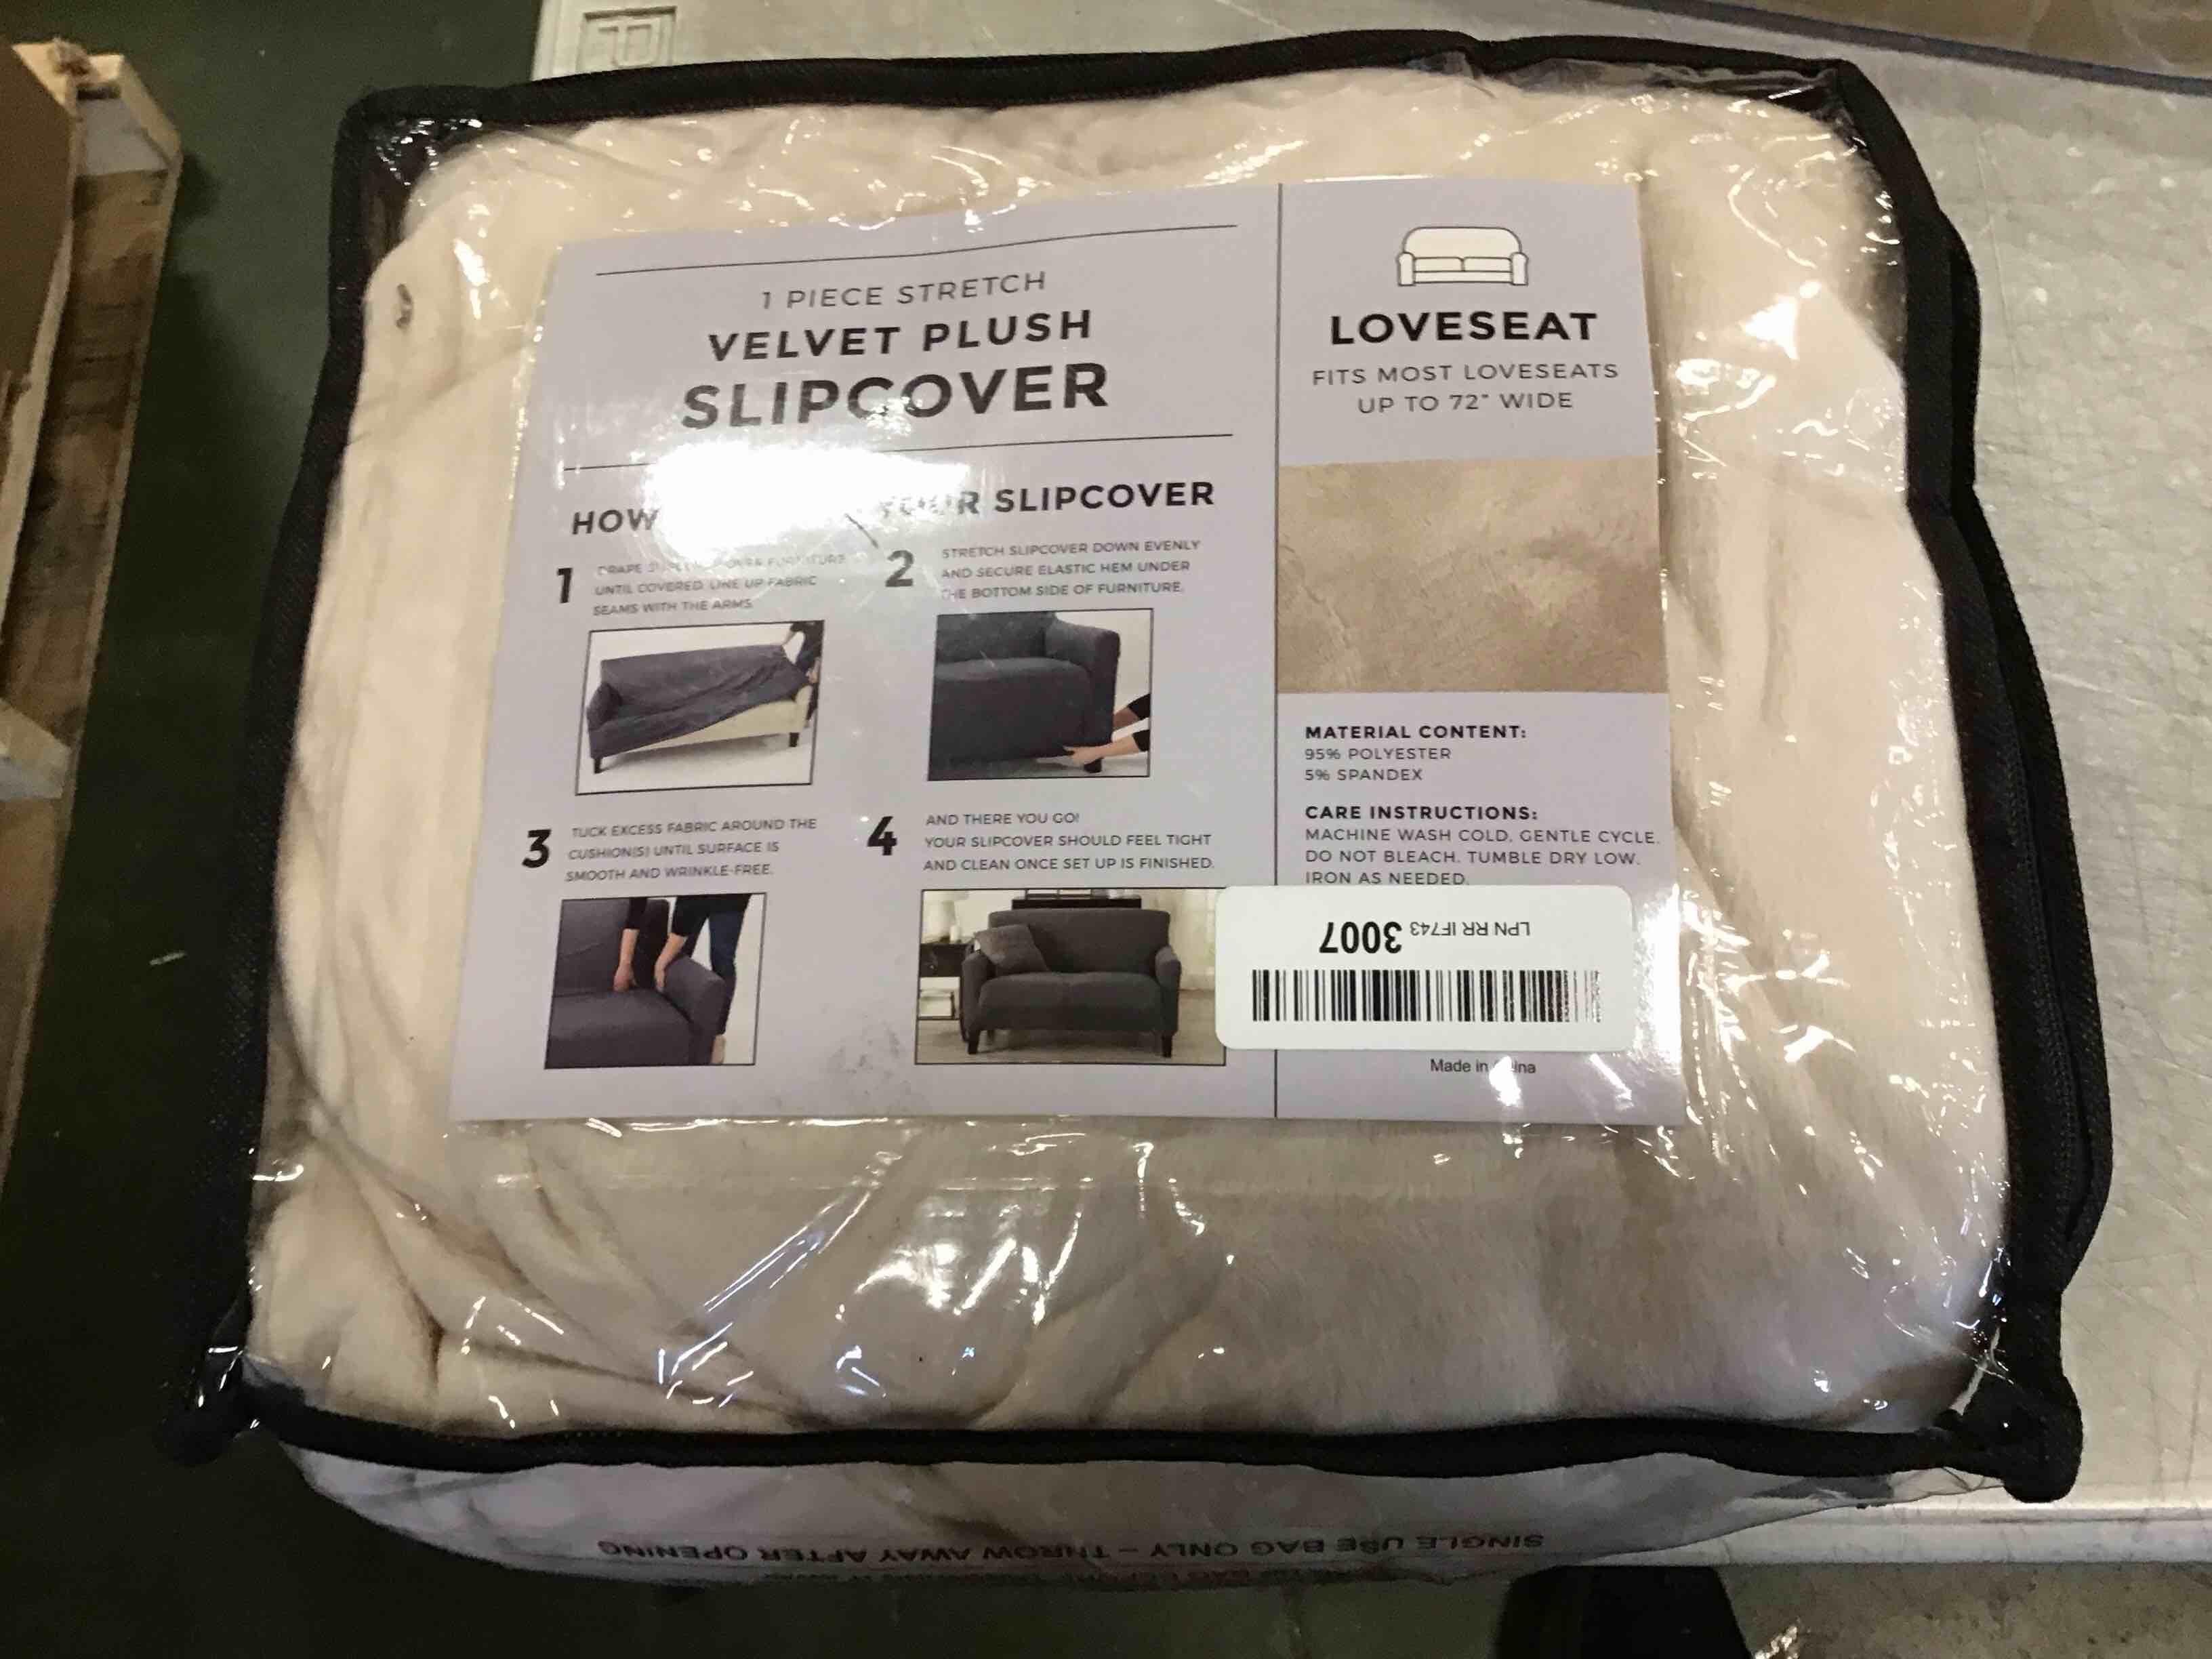 1 PIECE STRETCH
VELVET PLUSH
SLIPCOVER
HOW YOUR SLIPCOVER
1
DRAPE FURNITURE
UNTIL COVERED. LINE UP FABRIC
SEAMS WITH THE ARMS.
2
STRETCH SLIPCOVER DOWN EVENLY
AND SECURE ELASTIC HEM UNDER
THE BOTTOM SIDE OF FURNITURE.
3
TUCK EXCESS FABRIC AROUND THE
CUSHION(S) UNTIL SURFACE IS
SMOOTH AND WRINKLE-FREE.
4
AND THERE YOU GO!
YOUR SLIPCOVER SHOULD FEEL TIGHT
AND CLEAN ONCE SET UP IS FINISHED.
LOVESEAT
FITS MOST LOVESEATS
UP TO 72" WIDE
MATERIAL CONTENT:
95% POLYESTER
5% SPANDEX
CARE INSTRUCTIONS:
MACHINE WASH COLD, GENTLE CYCLE.
DO NOT BLEACH. TUMBLE DRY LOW.
IRON AS NEEDED.
LPN RR IF743 3007
Made in
SINGLE USE BAG ONLY – THROW AWAY AFTER OPENING